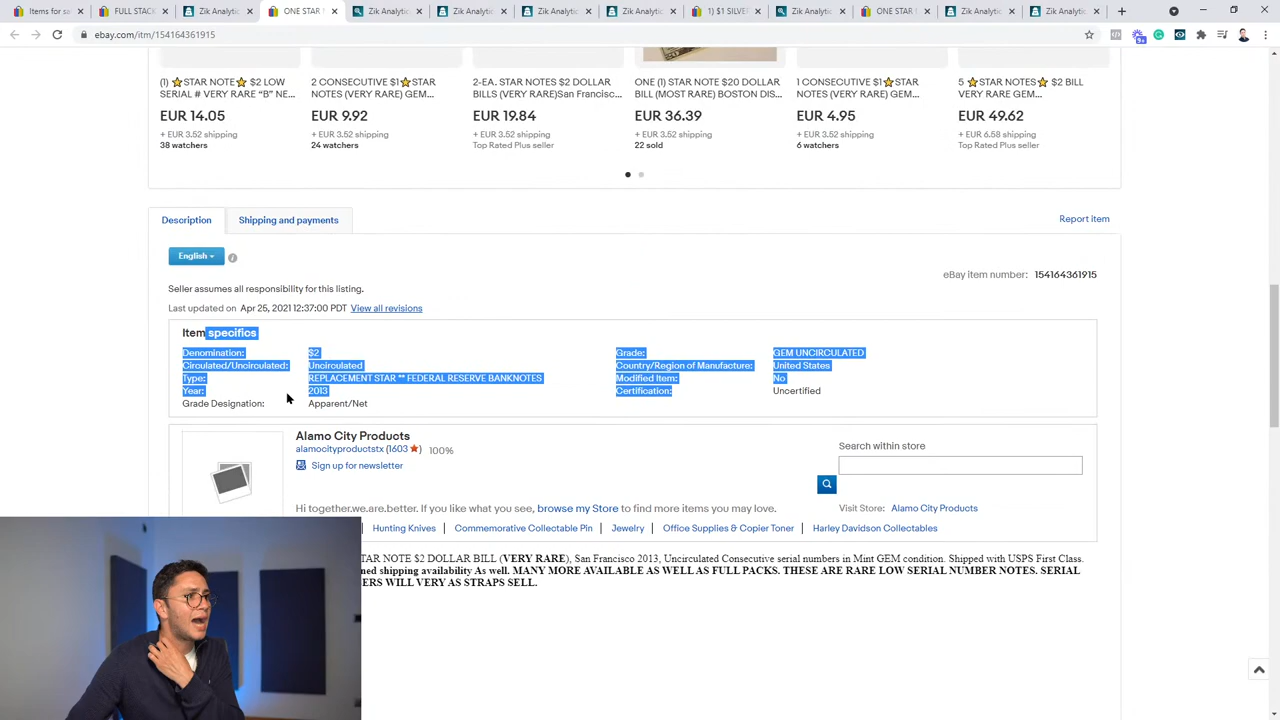 Items for sa
FULL STACK
Zik Analytic
ONE STAR
Zik Analytic
Zik Analytic
Zik Analytic
Zik Analytic
1) $1 SILVER
Zik Analytic
ONE STAR
Zik Analytic
Zik Analytic
ebay.com/itm/154164361915
9+
(1) ⭐STAR NOTE⭐ $2 LOW SERIAL # VERY RARE “B” NE...
EUR 14.05
+ EUR 3.52 shipping
38 watchers
2 CONSECUTIVE $1⭐STAR NOTES (VERY RARE) GEM...
EUR 9.92
+ EUR 3.52 shipping
24 watchers
2-EA. STAR NOTES $2 DOLLAR BILLS (VERY RARE)San Francisc...
EUR 19.84
+ EUR 3.52 shipping
Top Rated Plus seller
ONE (1) STAR NOTE $20 DOLLAR BILL (MOST RARE) BOSTON DIS...
EUR 36.39
+ EUR 3.52 shipping
22 sold
1 CONSECUTIVE $1⭐STAR NOTES (VERY RARE) GEM...
EUR 4.95
+ EUR 3.52 shipping
6 watchers
5 ⭐STAR NOTES⭐ $2 BILL VERY RARE GEM...
EUR 49.62
+ EUR 6.58 shipping
Top Rated Plus seller
Description
Shipping and payments
Report item
English
eBay item number: 154164361915
Seller assumes all responsibility for this listing.
Last updated on Apr 25, 2021 12:37:00 PDT View all revisions
Item specifics
Denomination: $2 Grade: GEM UNCIRCULATED
Circulated/Uncirculated: Uncirculated Country/Region of Manufacture: United States
Type: REPLACEMENT STAR ** FEDERAL RESERVE BANKNOTES Modified Item: No
Year: 2013 Certification: Uncertified
Grade Designation: Apparent/Net
Alamo City Products
alamocityproductstx (1603 ★) 100%
Sign up for newsletter
Search within store
Hi together.we.are.better. If you like what you see, browse my Store to find more items you may love.
Visit Store: Alamo City Products
Hunting Knives Commemorative Collectable Pin Jewelry Office Supplies & Copier Toner Harley Davidson Collectables
TAR NOTE $2 DOLLAR BILL (VERY RARE), San Francisco 2013, Uncirculated Consecutive serial numbers in Mint GEM condition. Shipped with USPS First Class.
ned shipping availability As well. MANY MORE AVAILABLE AS WELL AS FULL PACKS. THESE ARE RARE LOW SERIAL NUMBER NOTES. SERIAL
ERS WILL VERY AS STRAPS SELL.